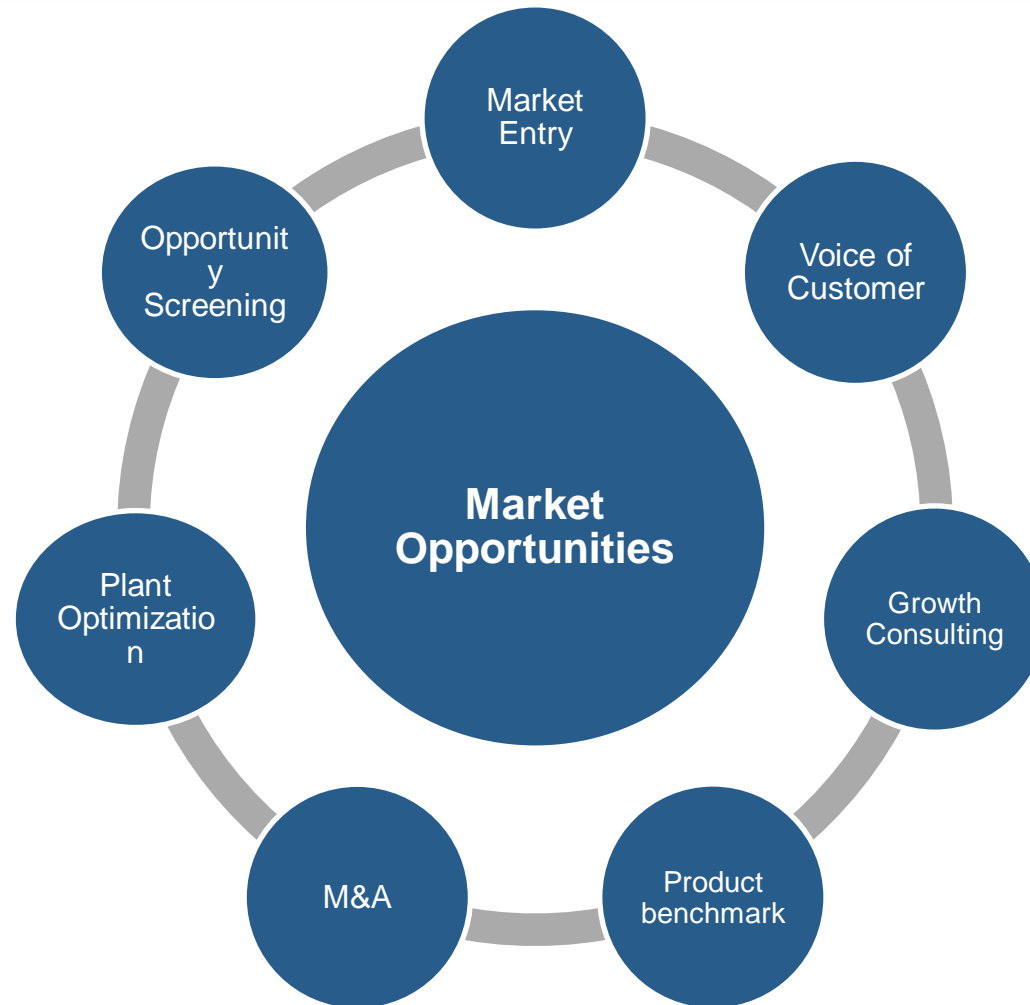 Market
Entry
Voice of
Customer
Growth
Consulting
Product
benchmark
M&A
Plant
Optimizatio
n
Opportunit
y
Screening
Market
Opportunities